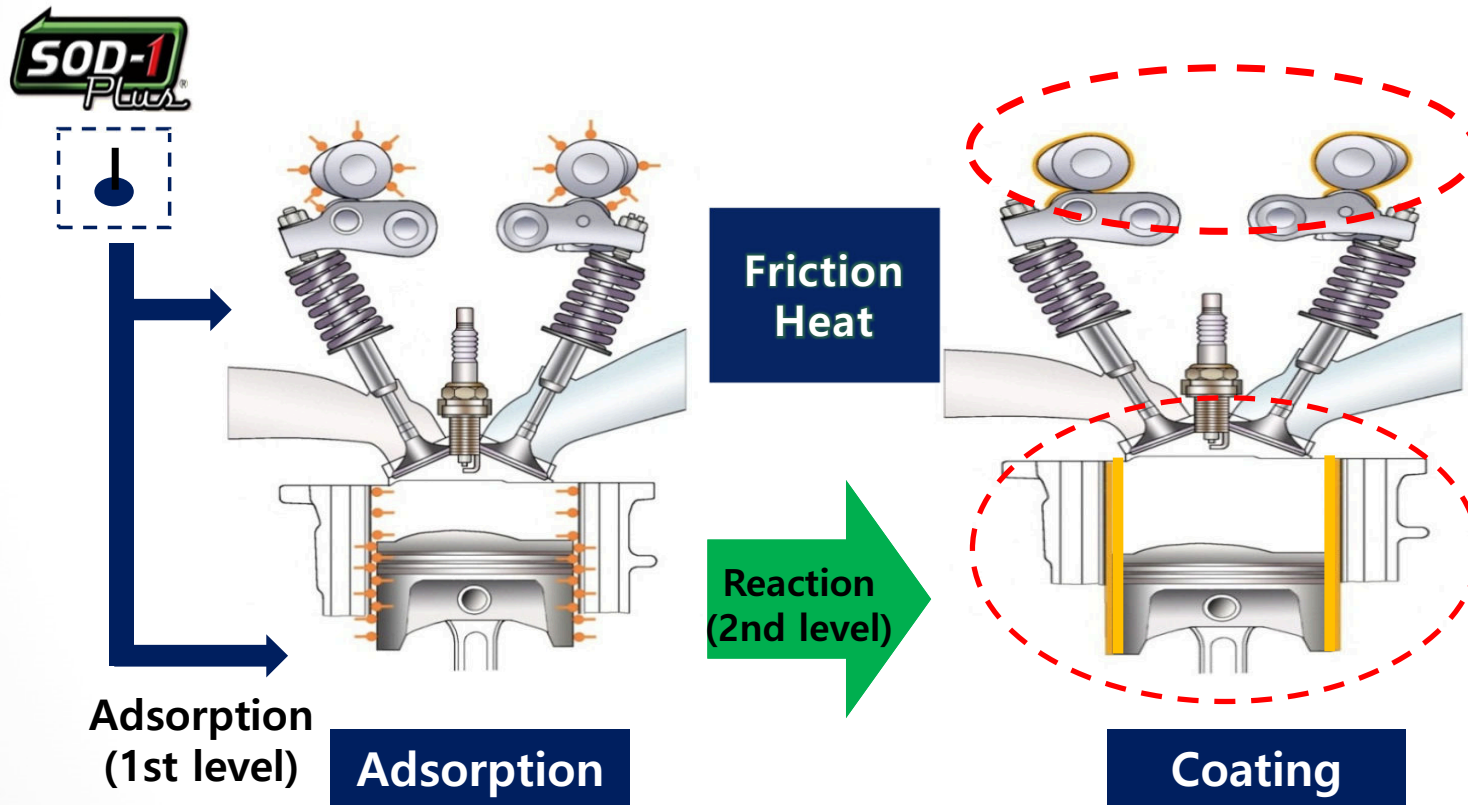 SOD-1
Plus®
Friction
Heat
Reaction
(2nd level)
Adsorption
(1st level)
Adsorption
Coating